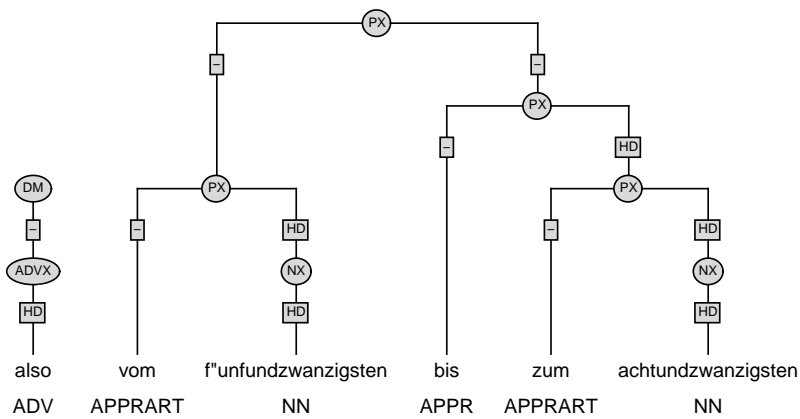 PX
– –
PX
– HD
DM PX PX
– – HD – HD
ADVX NX NX
HD HD HD
also vom f"unfundzwanzigsten bis zum achtundzwanzigsten
ADV APPRART NN APPR APPRART NN